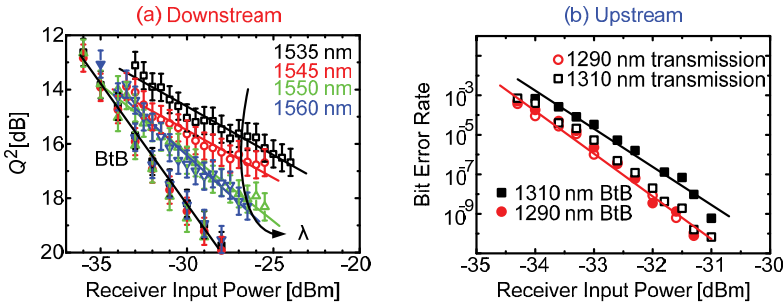 (a) Downstream
Q² [dB]
12
14
16
18
20
1535 nm
1545 nm
1550 nm
1560 nm
BtB
λ
−35 −30 −25 −20
Receiver Input Power [dBm]
(b) Upstream
Bit Error Rate
10⁻³
10⁻⁵
10⁻⁷
10⁻⁹
1290 nm transmission
1310 nm transmission
1310 nm BtB
1290 nm BtB
-35 -34 -33 -32 -31 -30
Receiver Input Power [dBm]